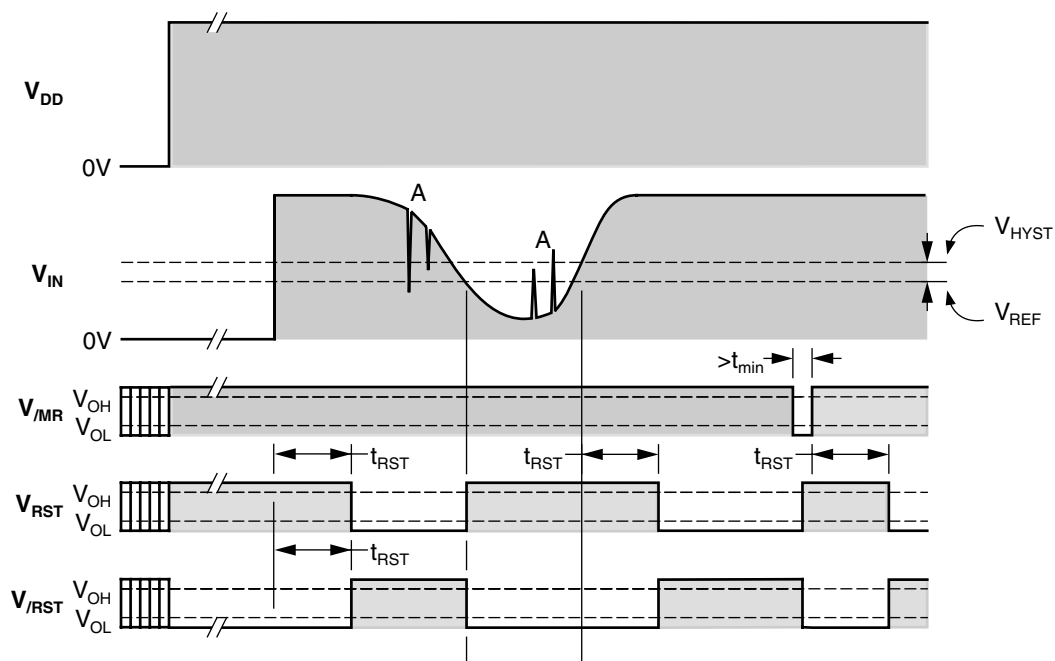 VDD
0V
A
A
VHYST
VIN
VREF
0V
>tmin
V/MR
VOH
VOL
tRST
tRST
tRST
VRST
VOH
VOL
tRST
V/RST
VOH
VOL